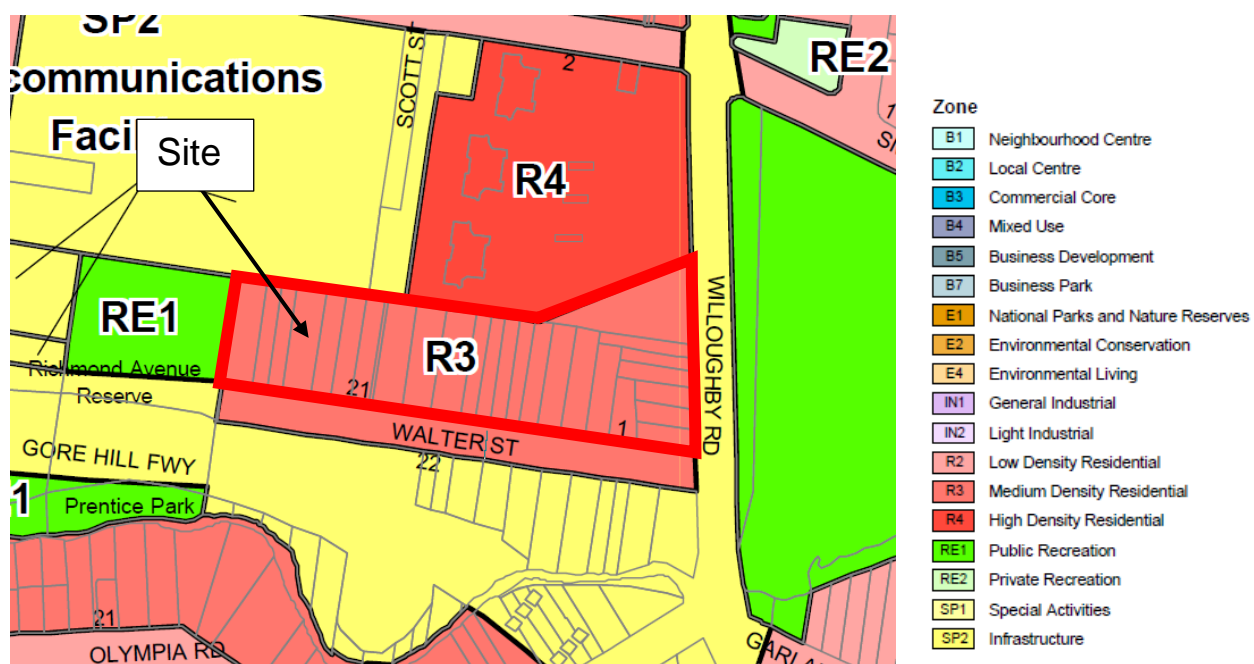 SP2
communications
Facili
Site
SCOTT ST
2
R4
RE2
1
RE1
R3
Richmond Avenue
Reserve
21
1
WALTER ST
WILLOUGHBY RD
GORE HILL FWY
22
1
Prentice Park
21
OLYMPIA RD
Zone
B1 Neighbourhood Centre
B2 Local Centre
B3 Commercial Core
B4 Mixed Use
B5 Business Development
B7 Business Park
E1 National Parks and Nature Reserves
E2 Environmental Conservation
E4 Environmental Living
IN1 General Industrial
IN2 Light Industrial
R2 Low Density Residential
R3 Medium Density Residential
R4 High Density Residential
RE1 Public Recreation
RE2 Private Recreation
SP1 Special Activities
SP2 Infrastructure